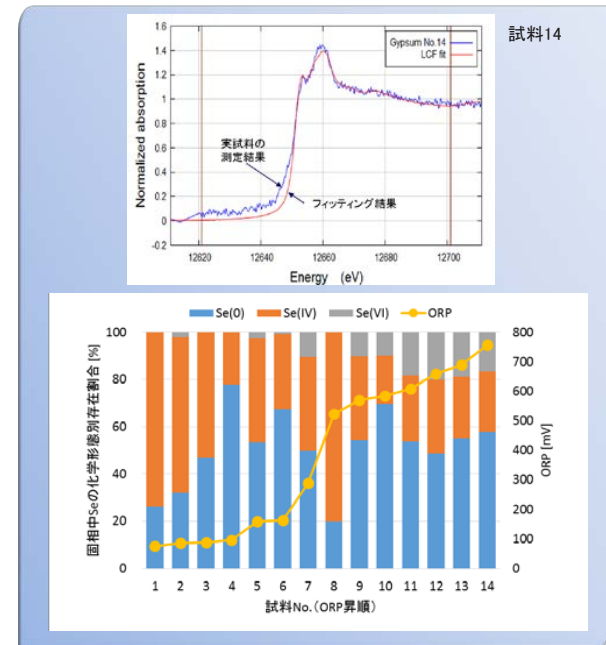 試料14
1.6
1.4
1.2
1
0.8
0.6
0.4
0.2
0
-0.2
Normalized absorption
Gypsum No.14
LCF fit
実試料の
測定結果
フィッティング結果
12620
12640
12660
12680
12700
Energy (eV)
Se(0) Se(IV) Se(VI) ORP
100
80
60
40
20
0
固相中Seの化学形態別存在割合 [%]
800
700
600
500
400
300
200
100
0
ORP [mV]
1 2 3 4 5 6 7 8 9 10 11 12 13 14
試料No.(ORP昇順)